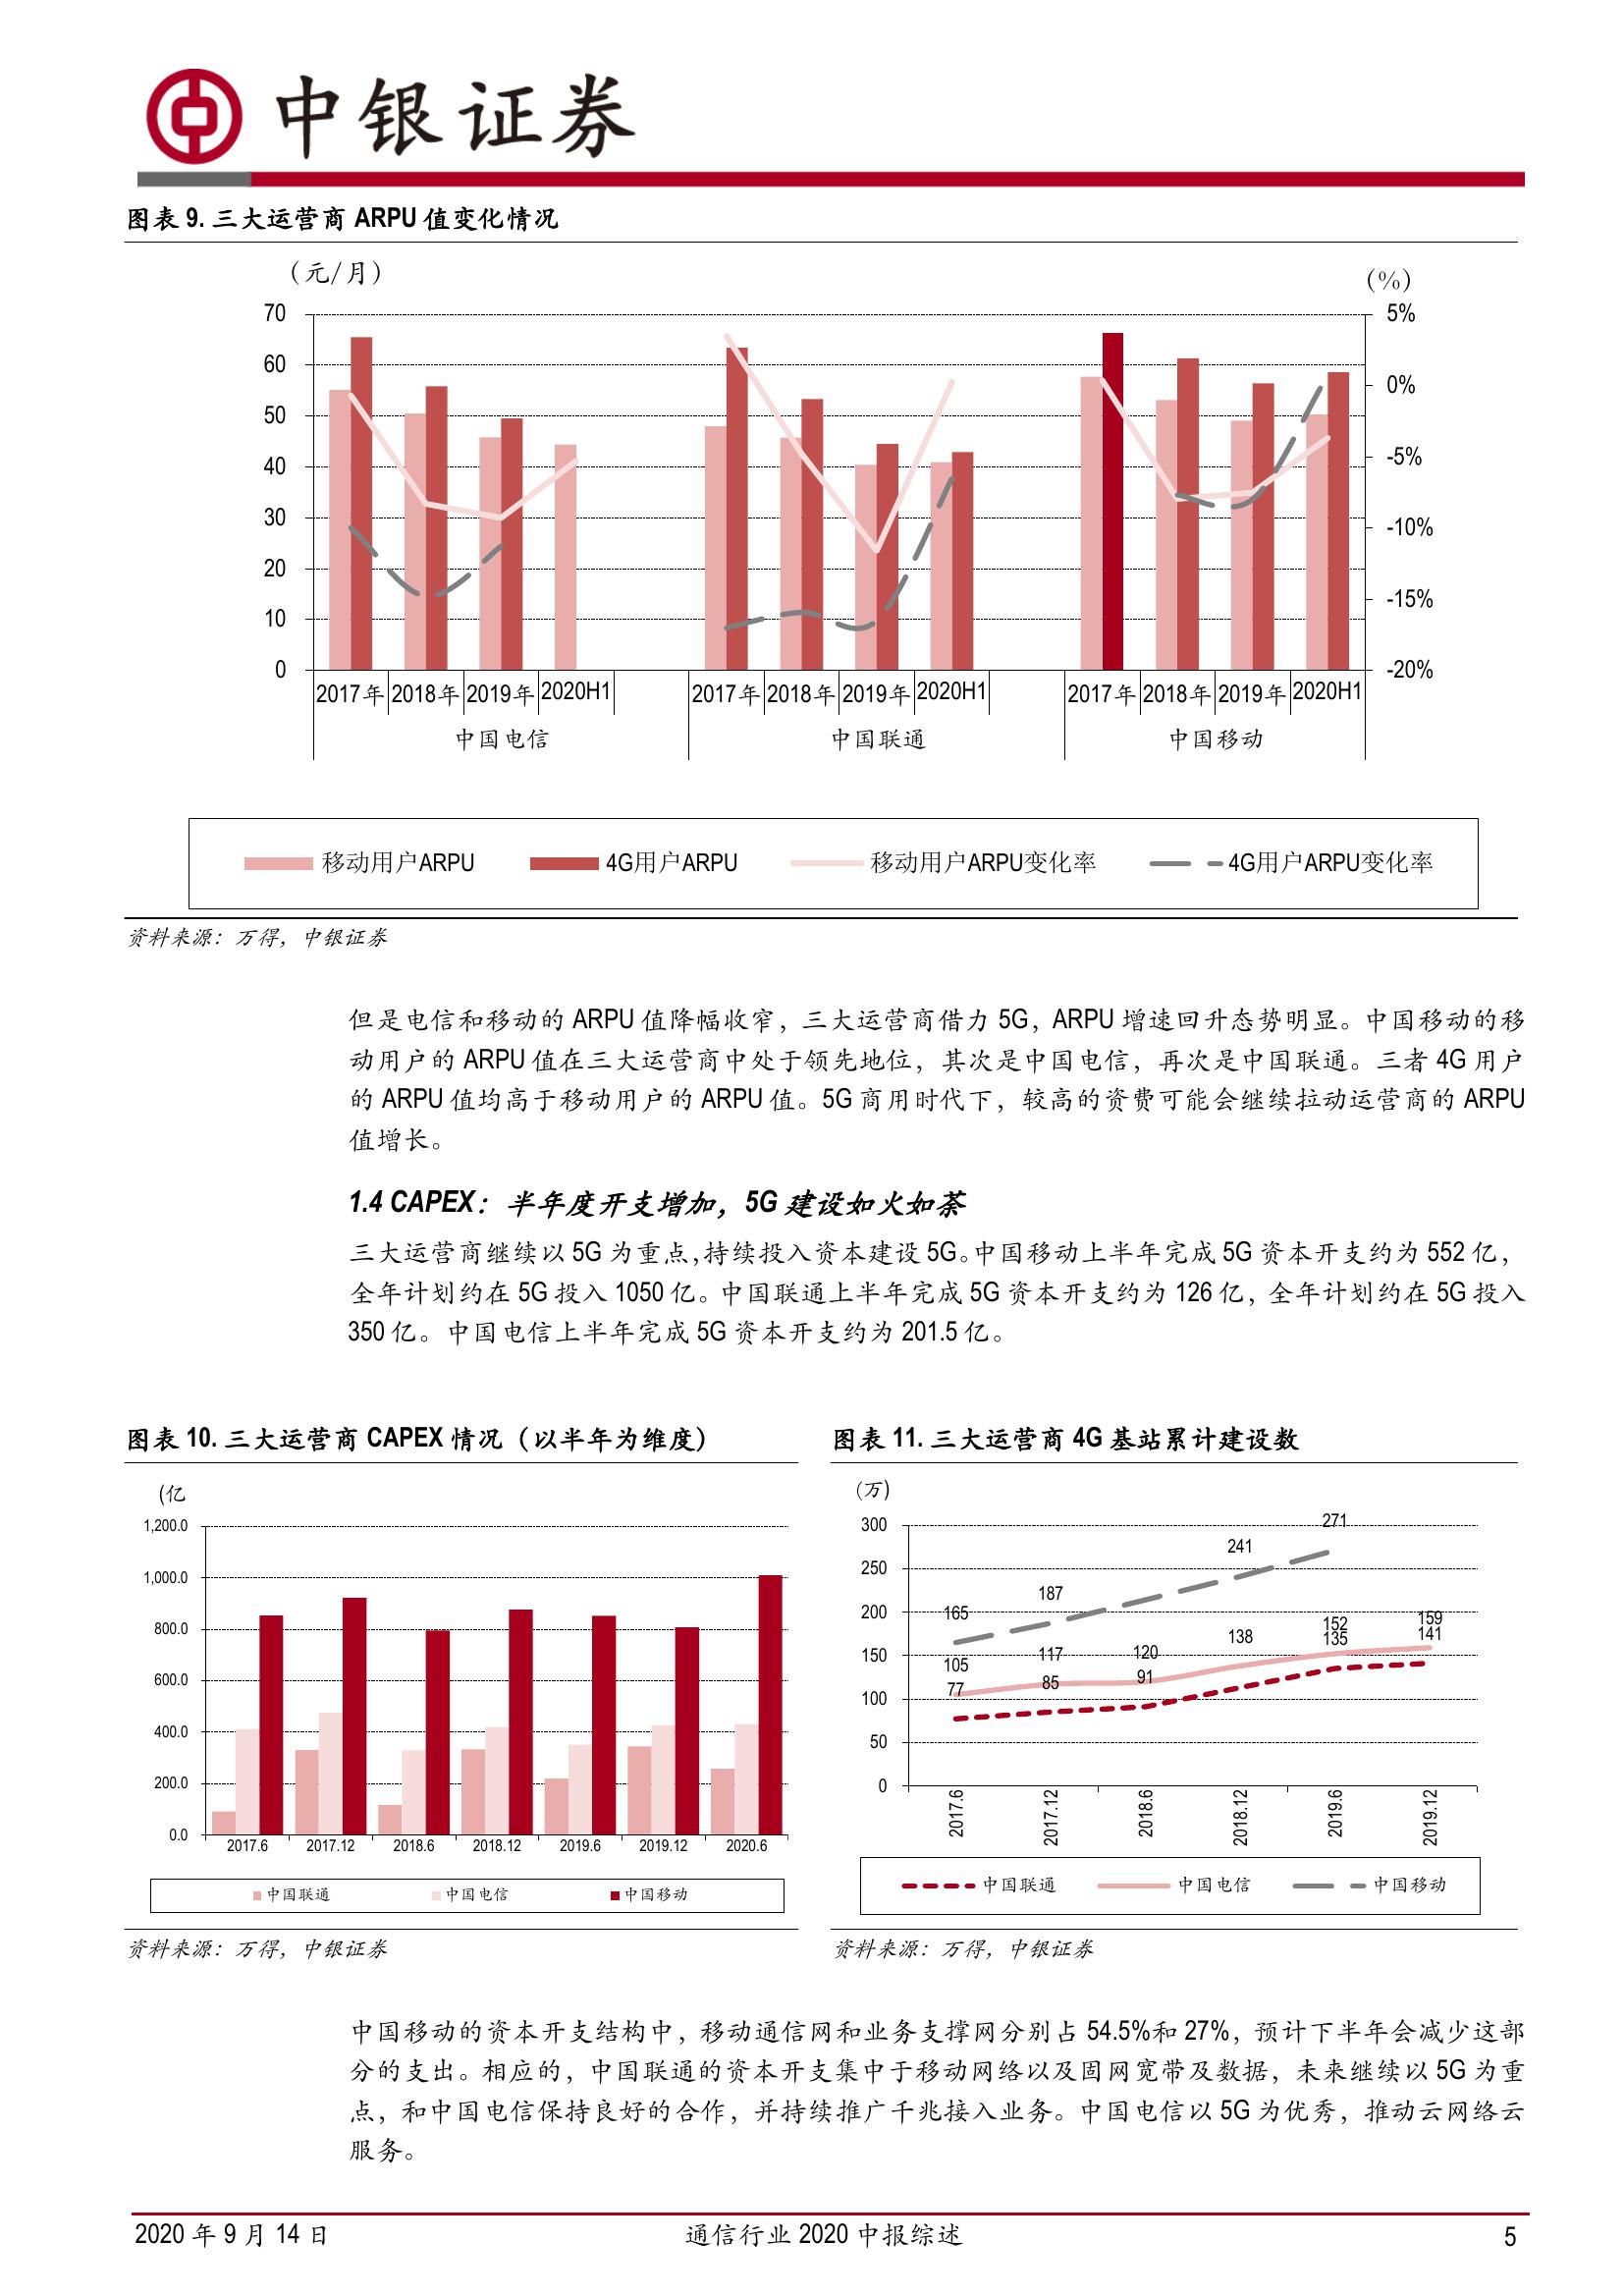 中银证券
图表 9. 三大运营商 ARPU 值变化情况
（元/月）
(%)
70
60
50
40
30
20
10
0
5%
0%
-5%
-10%
-15%
-20%
2017年 2018年 2019年 2020H1 2017年 2018年 2019年 2020H1 2017年 2018年 2019年 2020H1
中国电信 中国联通 中国移动
移动用户ARPU 4G用户ARPU 移动用户ARPU变化率 4G用户ARPU变化率
资料来源：万得，中银证券
但是电信和移动的 ARPU 值降幅收窄，三大运营商借力 5G，ARPU 增速回升态势明显。中国移动的移
动用户的 ARPU 值在三大运营商中处于领先地位，其次是中国电信，再次是中国联通。三者 4G 用户
的 ARPU 值均高于移动用户的 ARPU 值。5G 商用时代下，较高的资费可能会继续拉动运营商的 ARPU
值增长。
1.4 CAPEX：半年度开支增加，5G 建设如火如荼
三大运营商继续以 5G 为重点,持续投入资本建设 5G。中国移动上半年完成 5G 资本开支约为 552 亿，
全年计划约在 5G 投入 1050 亿。中国联通上半年完成 5G 资本开支约为 126 亿，全年计划约在 5G 投入
350 亿。中国电信上半年完成 5G 资本开支约为 201.5 亿。
图表 10. 三大运营商 CAPEX 情况（以半年为维度）
(亿
1,200.0
1,000.0
800.0
600.0
400.0
200.0
0.0
2017.6 2017.12 2018.6 2018.12 2019.6 2019.12 2020.6
中国联通 中国电信 中国移动
资料来源：万得，中银证券
图表 11. 三大运营商 4G 基站累计建设数
(万)
300
250
200
150
100
50
0
165 187 241 271
105 117 120 138 152 159
77 85 91 135 141
2017.6 2017.12 2018.6 2018.12 2019.6 2019.12
中国联通 中国电信 中国移动
资料来源：万得，中银证券
中国移动的资本开支结构中，移动通信网和业务支撑网分别占 54.5%和 27%，预计下半年会减少这部
分的支出。相应的，中国联通的资本开支集中于移动网络以及固网宽带及数据，未来继续以 5G 为重
点，和中国电信保持良好的合作，并持续推广千兆接入业务。中国电信以 5G 为优秀，推动云网络云
服务。
2020 年 9 月 14 日 通信行业 2020 中报综述 5